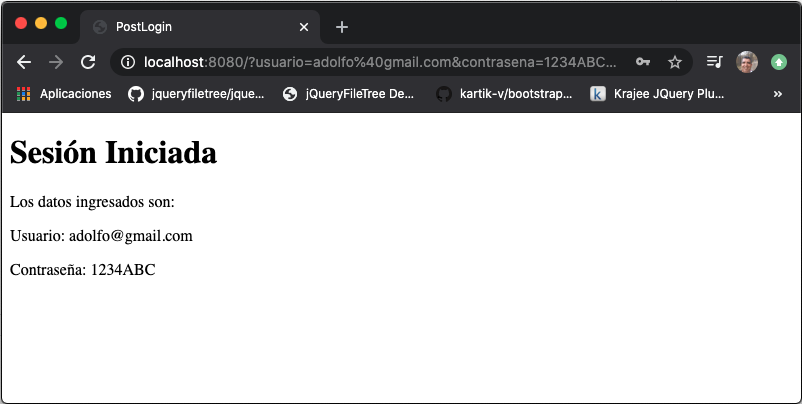 PostLogin
localhost:8080/?usuario=adolfo%40gmail.com&contrasena=1234ABC...
Aplicaciones
jqueryfiletree/jque...
jQueryFileTree De...
kartik-v/bootstrap...
k
Krajee JQuery Plu...
»
Sesión Iniciada
Los datos ingresados son:
Usuario: adolfo@gmail.com
Contraseña: 1234ABC